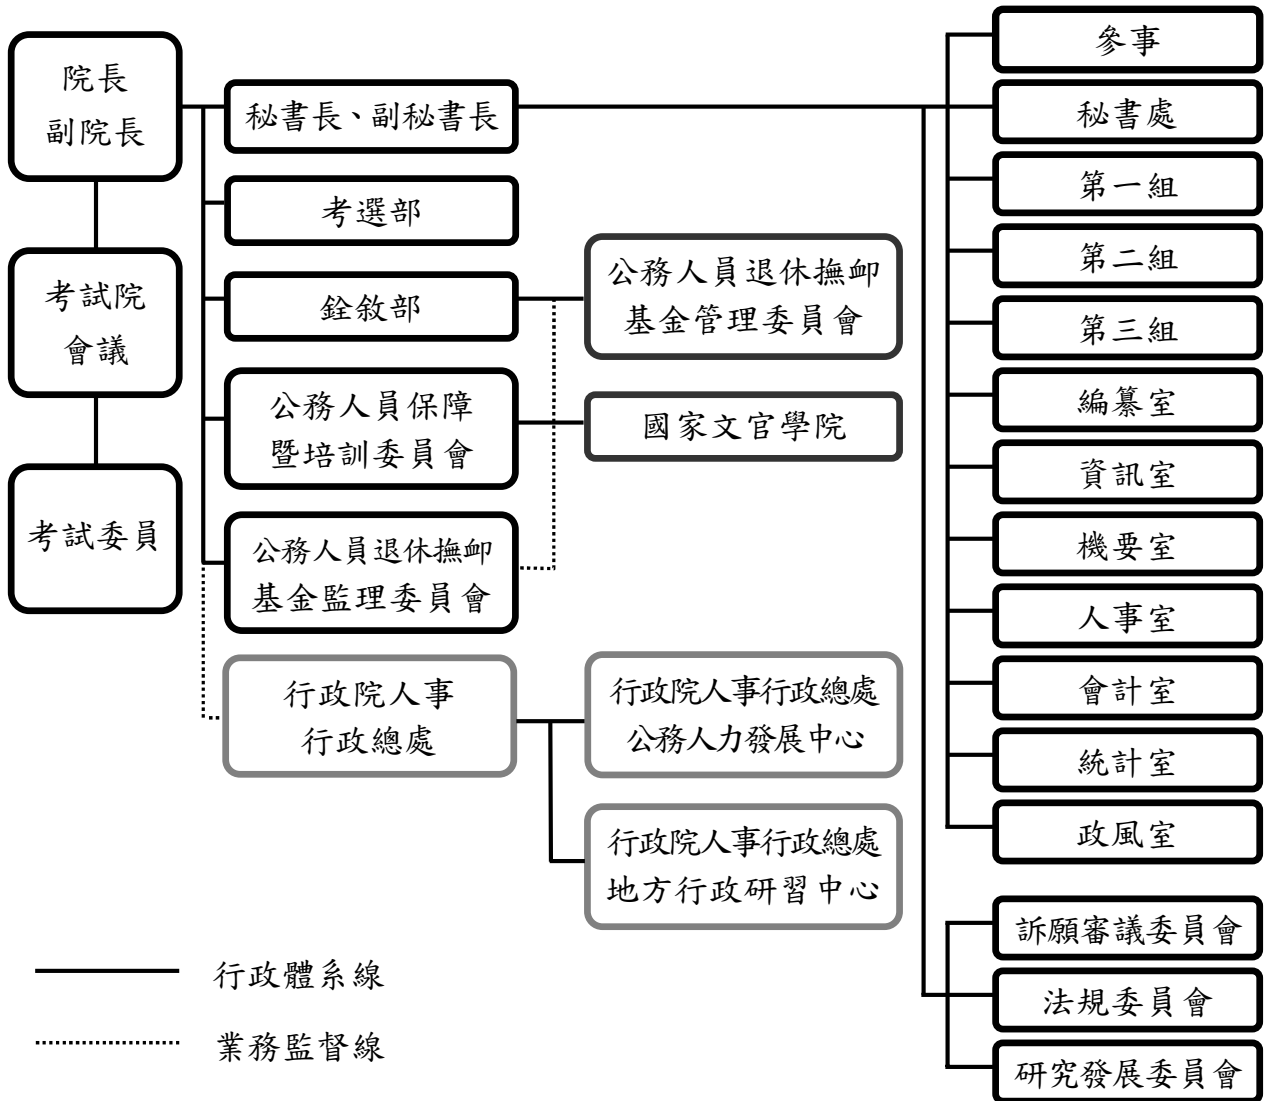 院長
副院長
考試院
會議
考試委員
秘書長、副秘書長
考選部
銓敘部
公務人員保障
暨培訓委員會
公務人員退休撫卹
基金監理委員會
行政院人事
行政總處
公務人員退休撫卹
基金管理委員會
國家文官學院
行政院人事行政總處
公務人力發展中心
行政院人事行政總處
地方行政研習中心
參事
秘書處
第一組
第二組
第三組
編纂室
資訊室
機要室
人事室
會計室
統計室
政風室
訴願審議委員會
法規委員會
研究發展委員會
行政體系線
業務監督線